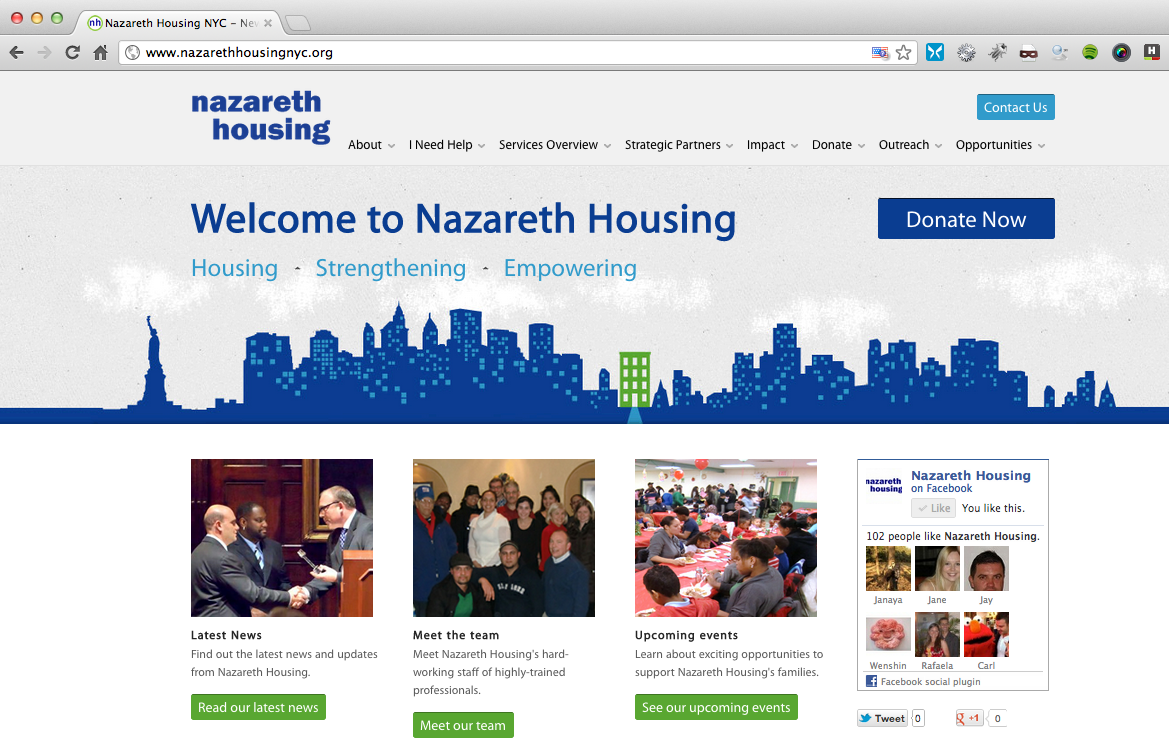 nh Nazareth Housing NYC – New
www.nazarethhousingnyc.org
nazareth
housing
Contact Us
About
I Need Help
Services Overview
Strategic Partners
Impact
Donate
Outreach
Opportunities
Welcome to Nazareth Housing
Donate Now
Housing - Strengthening - Empowering
Latest News
Find out the latest news and updates
from Nazareth Housing.
Read our latest news
Meet the team
Meet Nazareth Housing's hard-
working staff of highly-trained
professionals.
Meet our team
Upcoming events
Learn about exciting opportunities to
support Nazareth Housing's families.
See our upcoming events
nazareth
housing
Nazareth Housing
on Facebook
Like
You like this.
102 people like Nazareth Housing.
Janaya
Jane
Jay
Wenshin
Rafaela
Carl
Facebook social plugin
Tweet
0
g +1
0
H